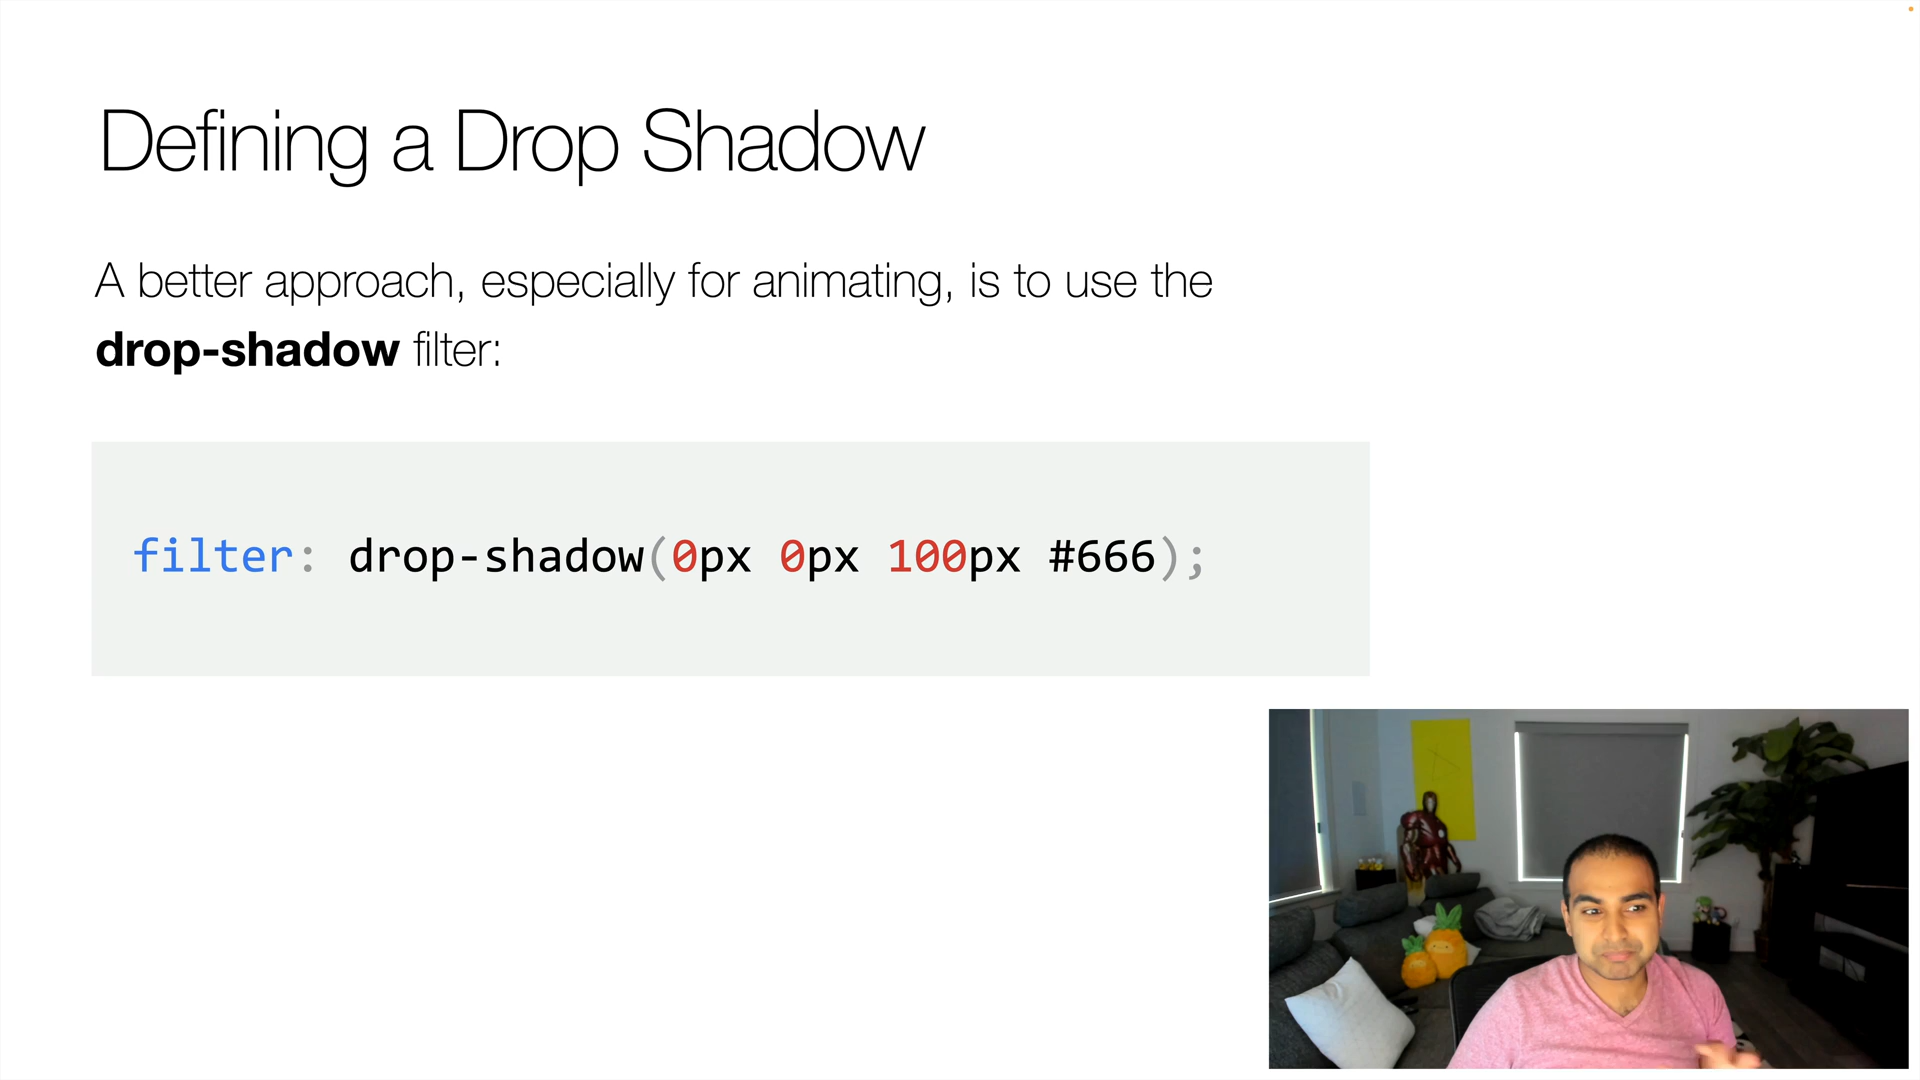 Defining a Drop Shadow
A better approach, especially for animating, is to use the
drop-shadow filter:
filter: drop-shadow(0px 0px 100px #666);